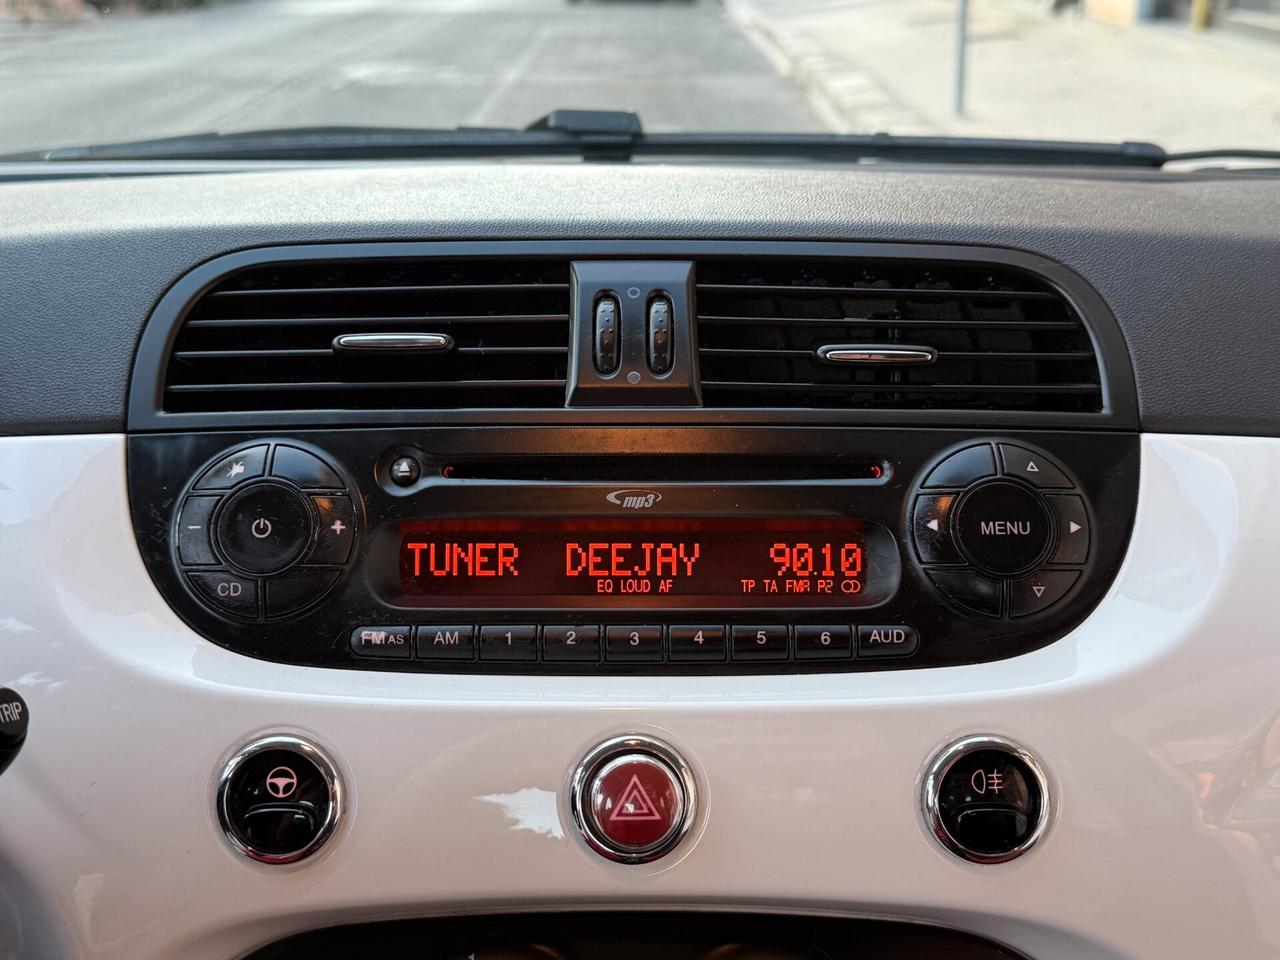 mp3
TUNER DEEJAY 90.10
EQ LOUD AF TP TA FMR P2
CD
MENU
FM AS AM 1 2 3 4 5 6 AUD
TRIP